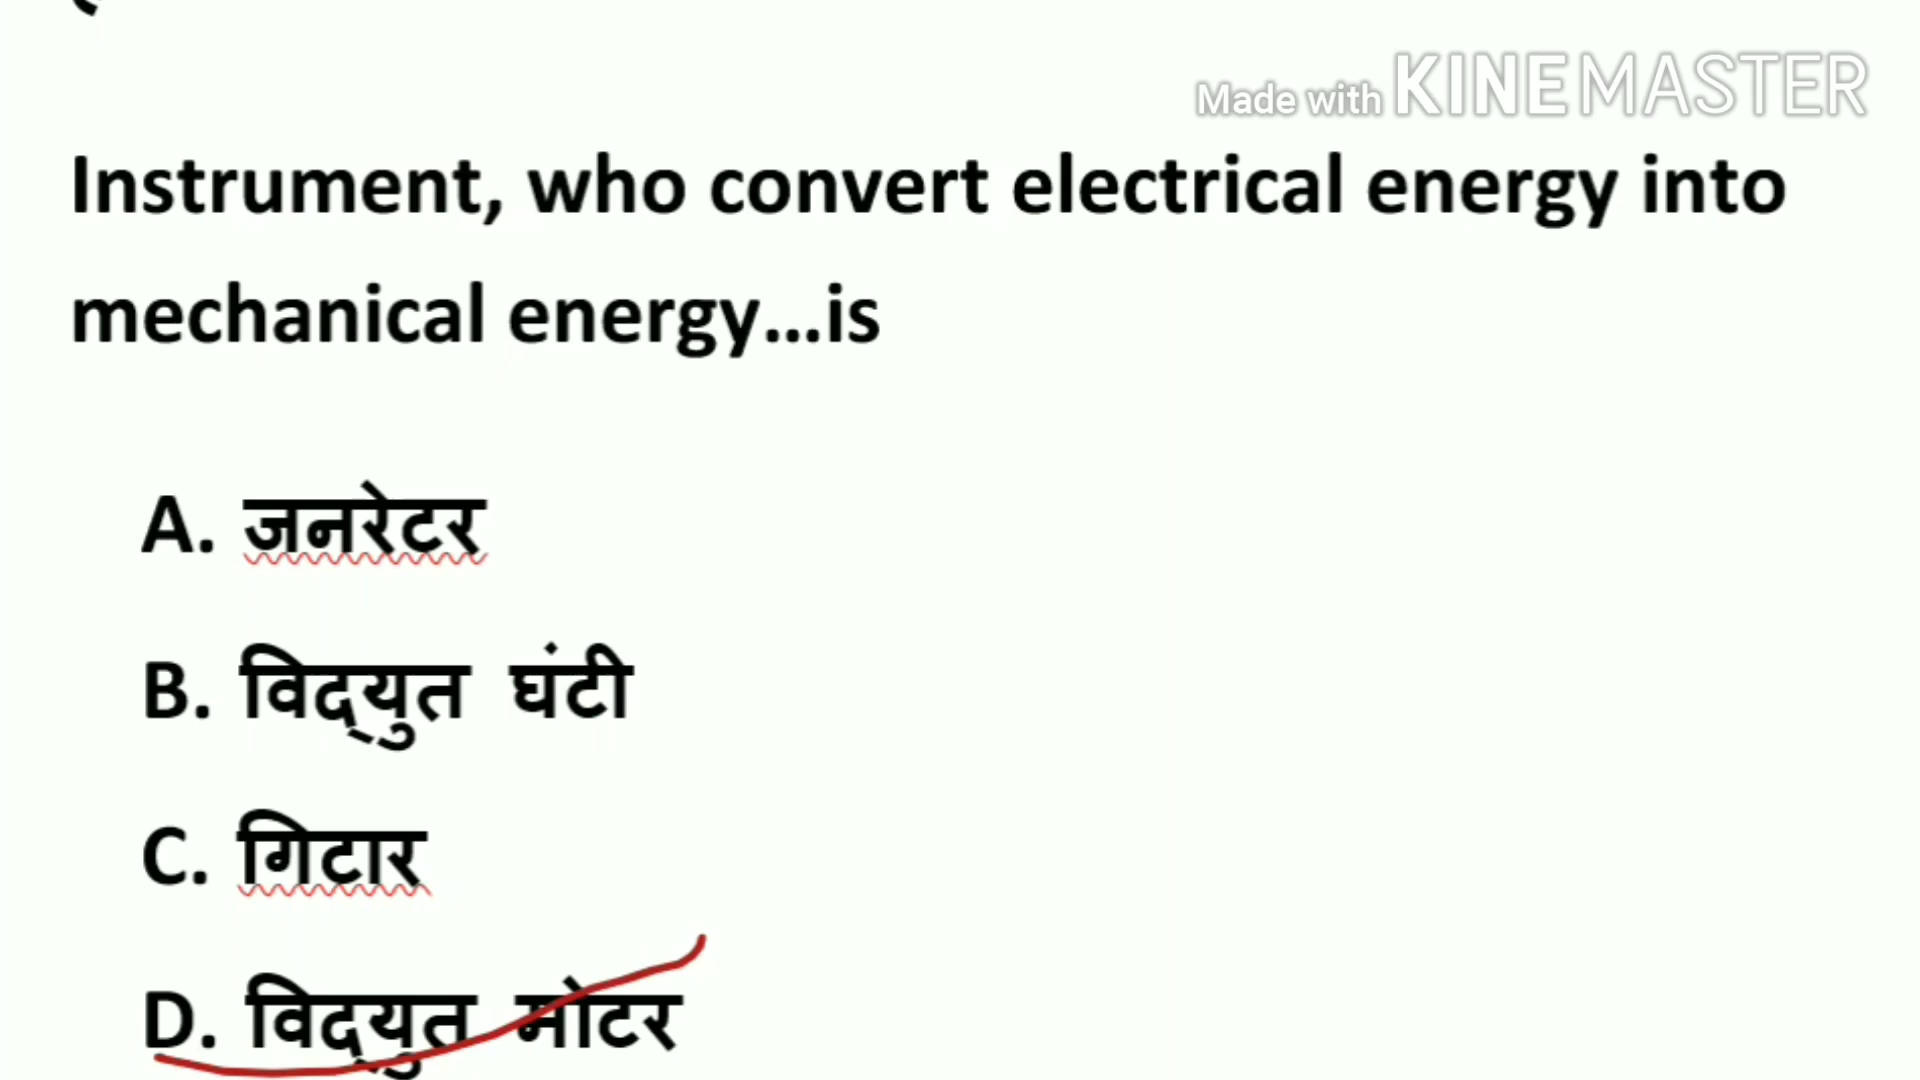 Made with KINEMASTER
Instrument, who convert electrical energy into
mechanical energy...is
A. जनरेटर
B. विद्युत घंटी
C. गिटार
D. विद्युत मोटर